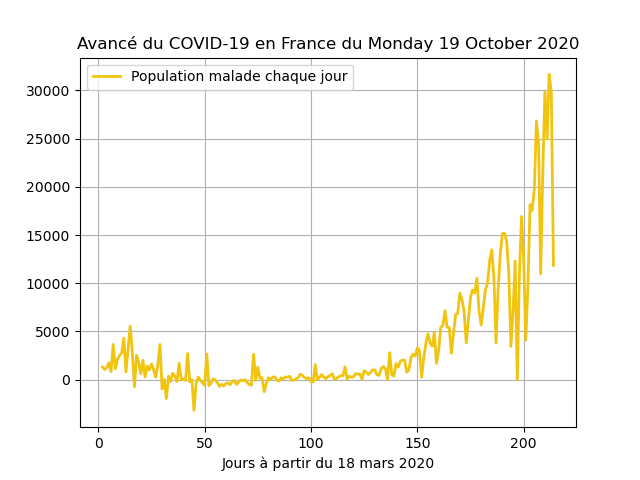 Avancé du COVID-19 en France du Monday 19 October 2020
Population malade chaque jour
30000
25000
20000
15000
10000
5000
0
0 50 100 150 200
Jours à partir du 18 mars 2020